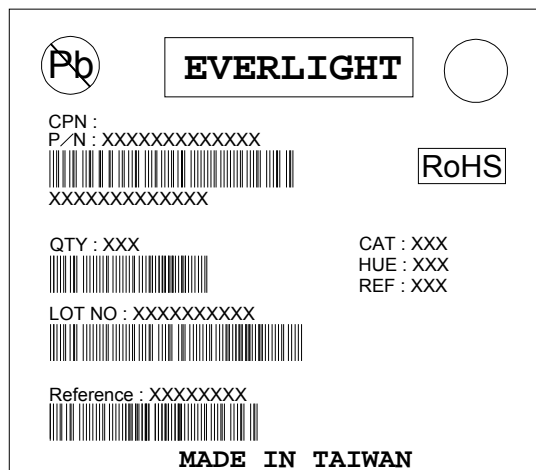 Pb
EVERLIGHT
CPN :
P/N : XXXXXXXXXXXXX
RoHS
XXXXXXXXXXXXX
QTY : XXX
CAT : XXX
HUE : XXX
REF : XXX
LOT NO : XXXXXXXXXX
Reference : XXXXXXXX
MADE IN TAIWAN